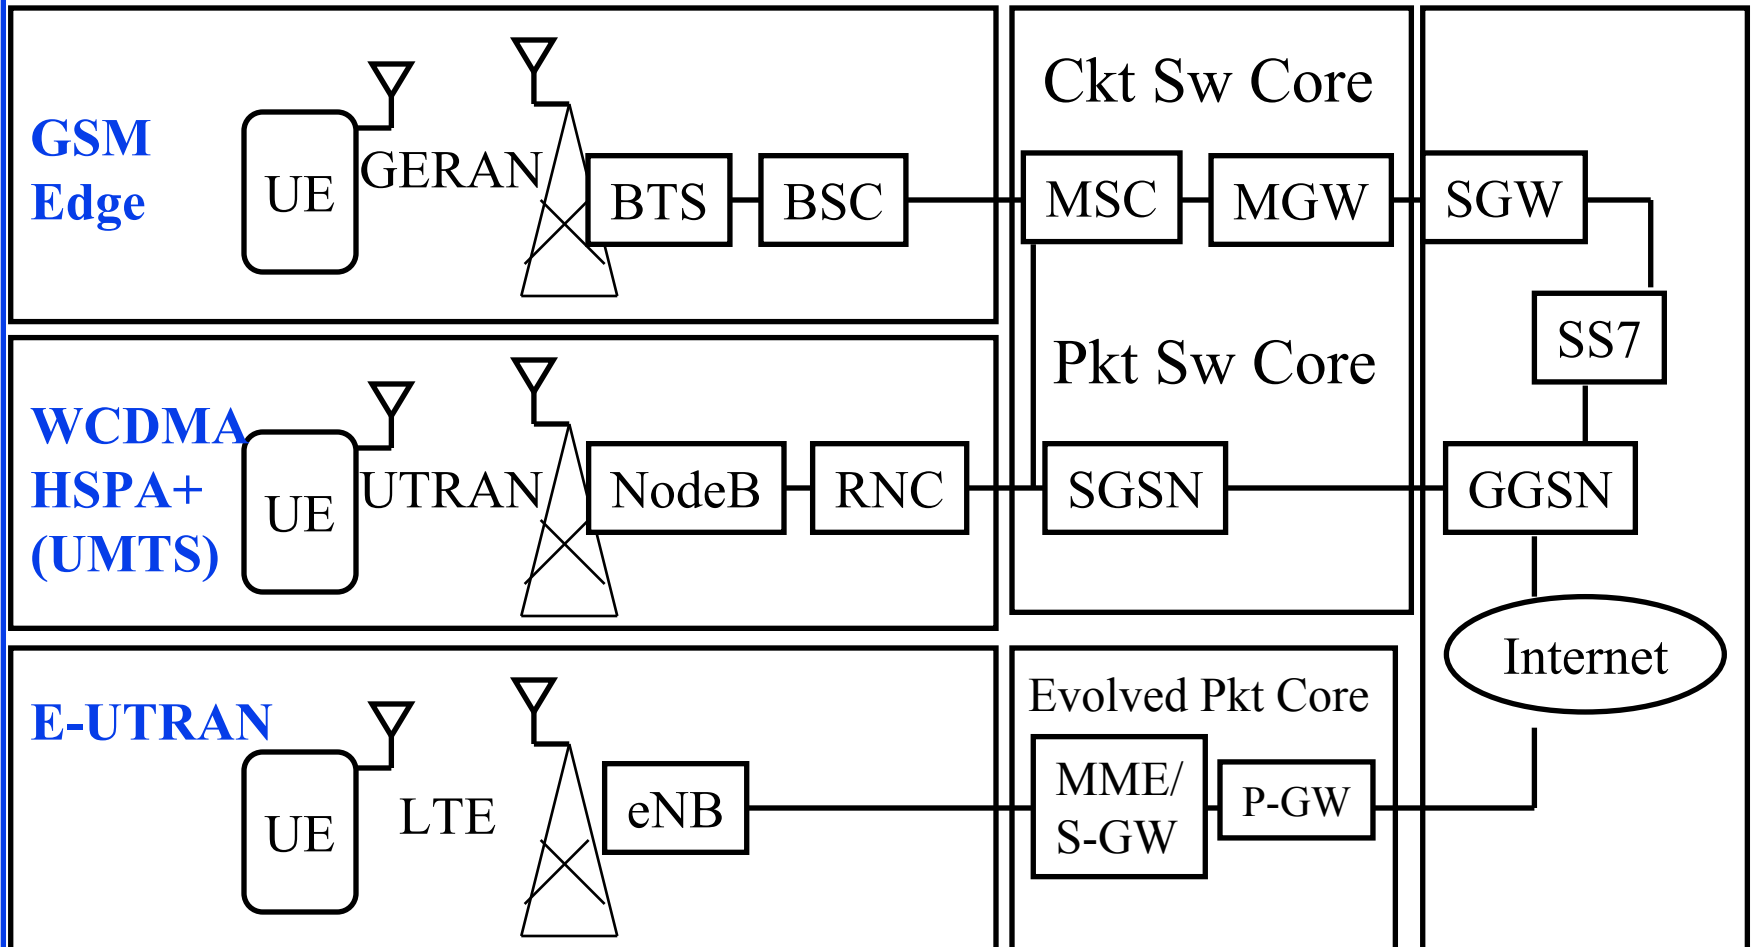 Ckt Sw Core
GSM
Edge
UE
GERAN
BTS
BSC
MSC
MGW
SGW
SS7
Pkt Sw Core
WCDMA
HSPA+
(UMTS)
UE
UTRAN
NodeB
RNC
SGSN
GGSN
Internet
E-UTRAN
UE
LTE
eNB
Evolved Pkt Core
MME/
S-GW
P-GW